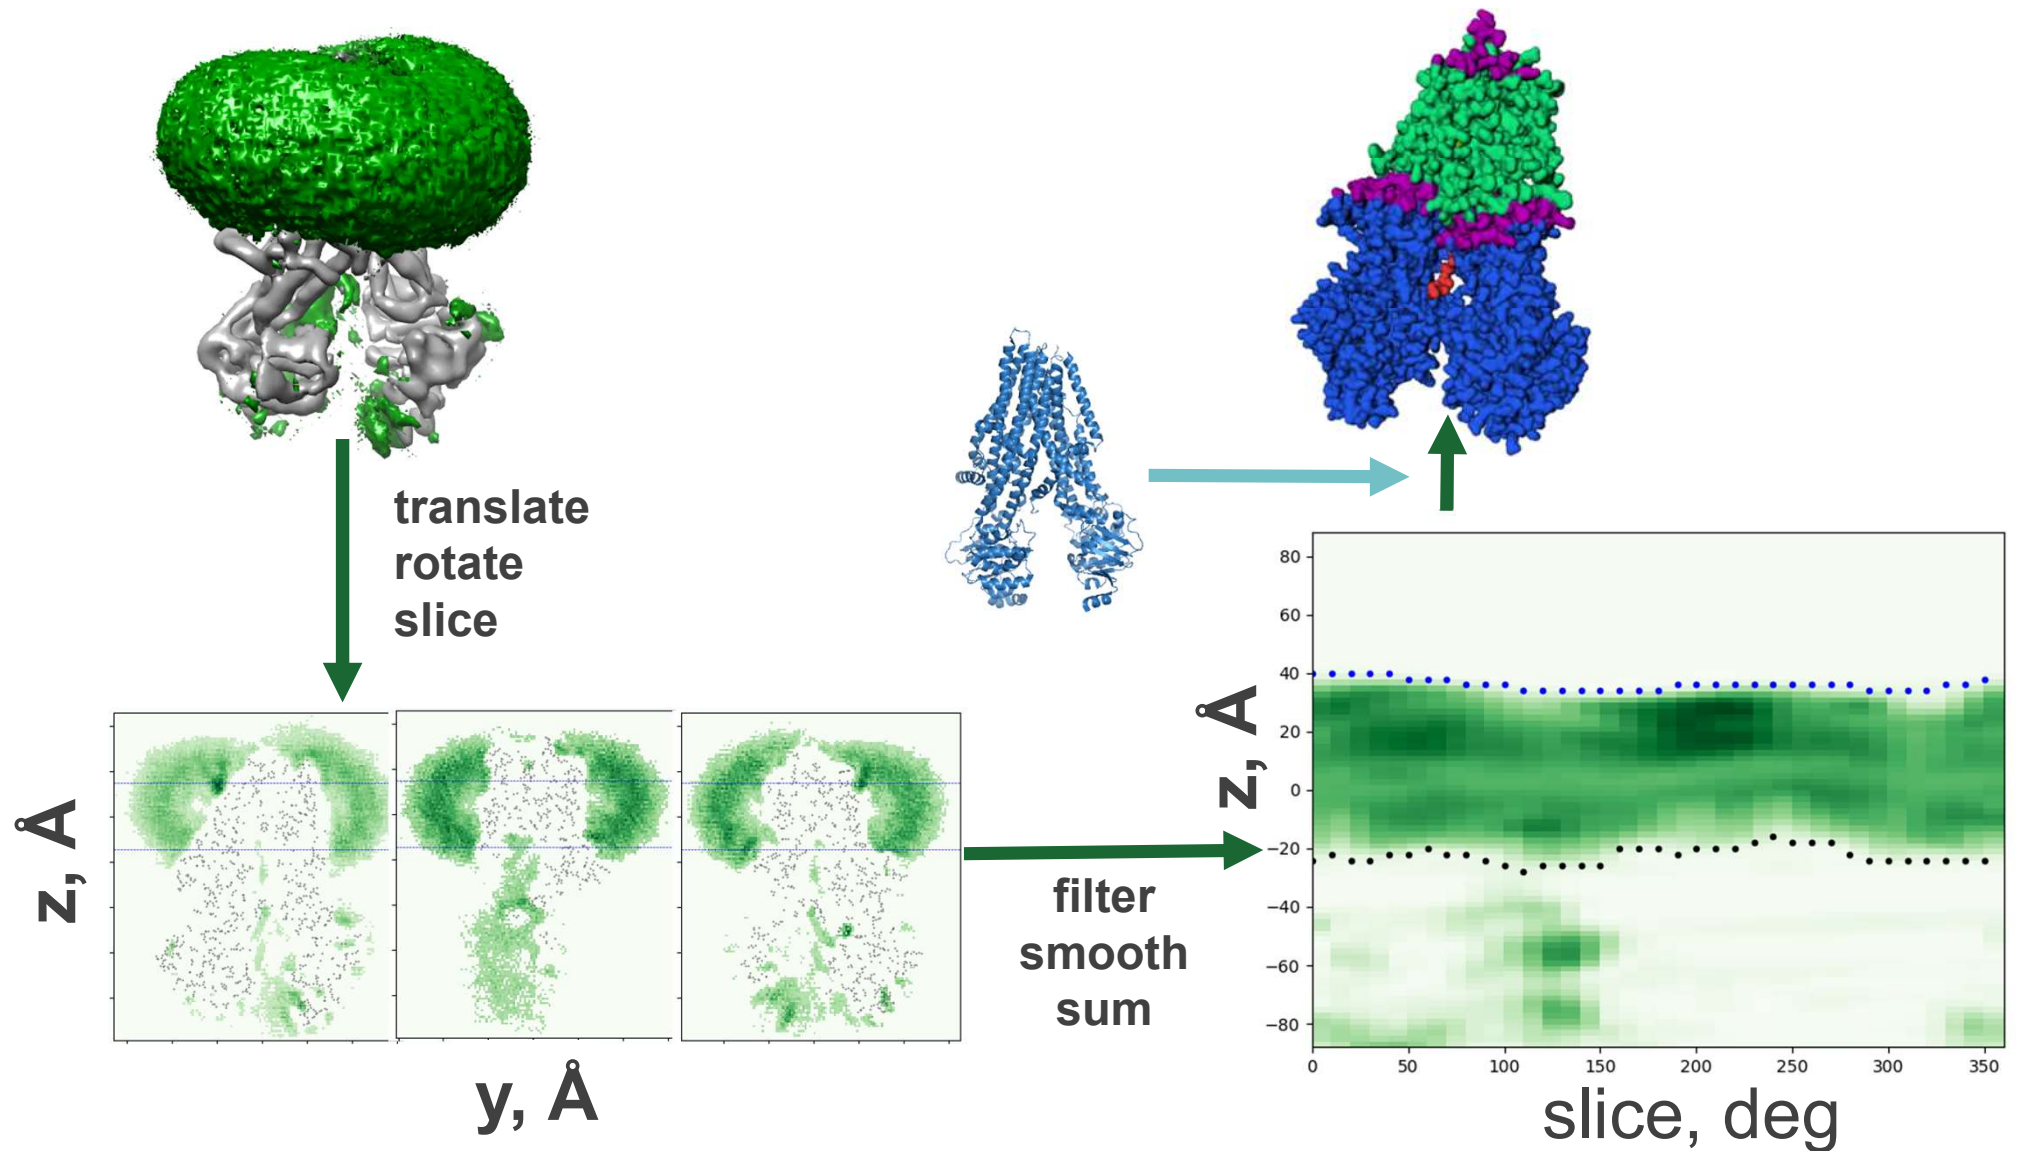 translate
rotate
slice
z, Å
y, Å
filter
smooth
sum
z, Å
80
60
40
20
0
−20
−40
−60
−80
0 50 100 150 200 250 300 350
slice, deg